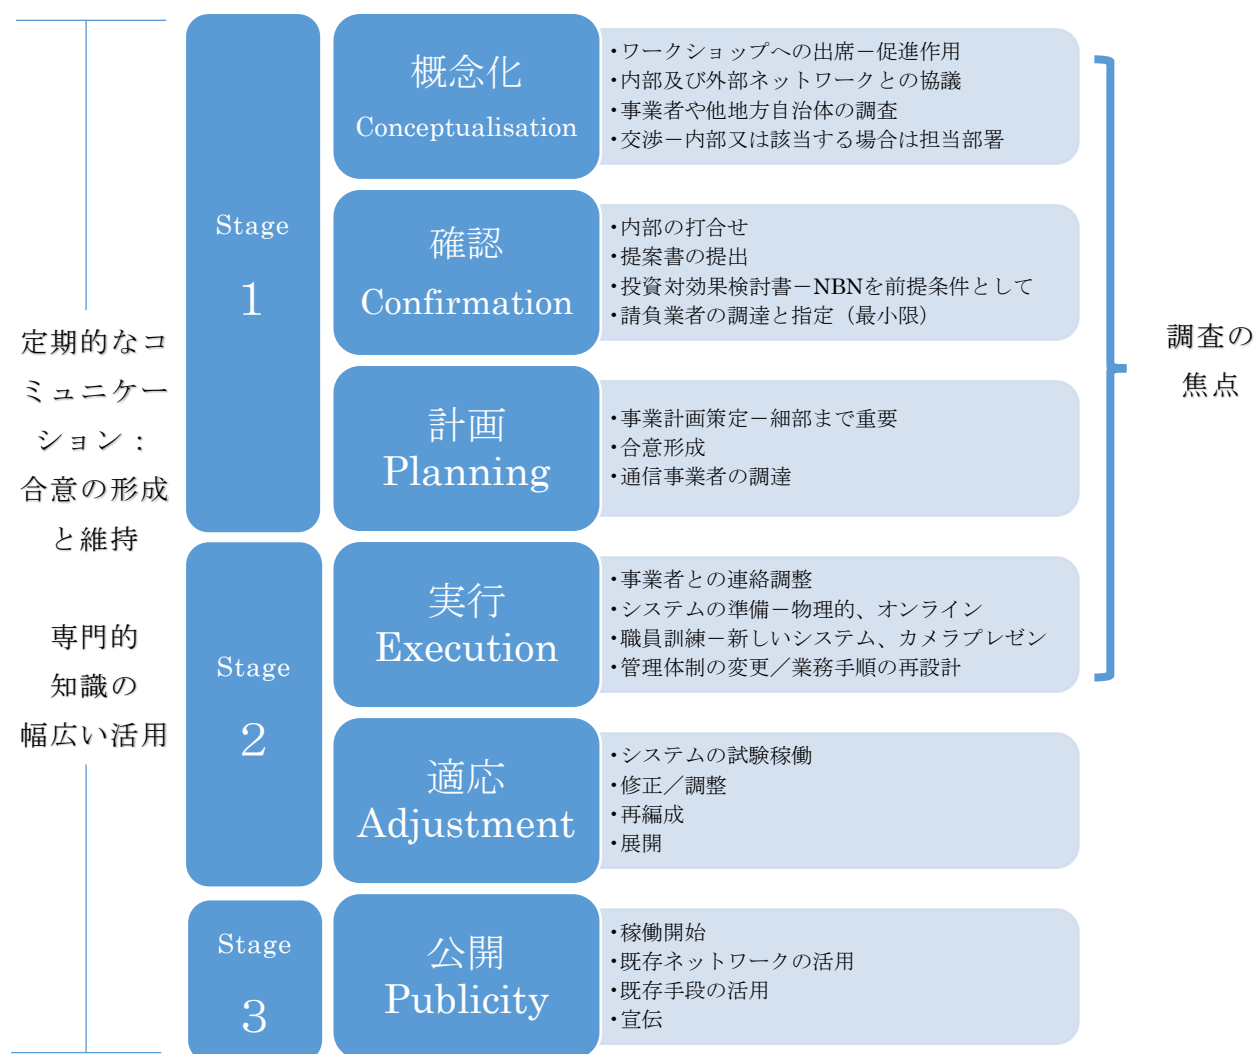 定期的なコ
ミュニケー
ション：
合意の形成
と維持
専門的
知識の
幅広い活用
Stage
1
概念化
Conceptualisation
・ワークショップへの出席－促進作用
・内部及び外部ネットワークとの協議
・事業者や他地方自治体の調査
・交渉－内部又は該当する場合は担当部署
確認
Confirmation
・内部の打合せ
・提案書の提出
・投資対効果検討書－NBNを前提条件として
・請負業者の調達と指定（最小限）
計画
Planning
・事業計画策定－細部まで重要
・合意形成
・通信事業者の調達
Stage
2
実行
Execution
・事業者との連絡調整
・システムの準備－物理的、オンライン
・職員訓練－新しいシステム、カメラプレゼン
・管理体制の変更／業務手順の再設計
適応
Adjustment
・システムの試験稼働
・修正／調整
・再編成
・展開
Stage
3
公開
Publicity
・稼働開始
・既存ネットワークの活用
・既存手段の活用
・宣伝
調査の
焦点